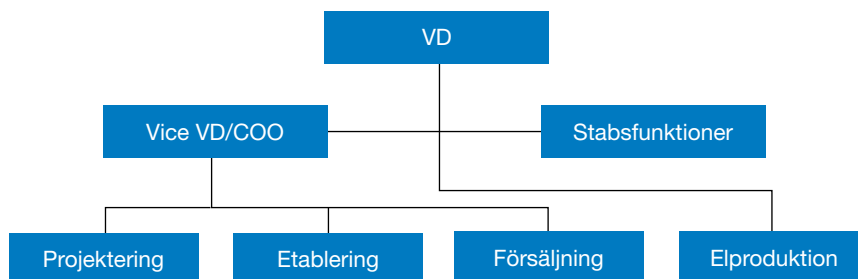 VD
Vice VD/COO
Stabsfunktioner
Projektering
Etablering
Försäljning
Elproduktion